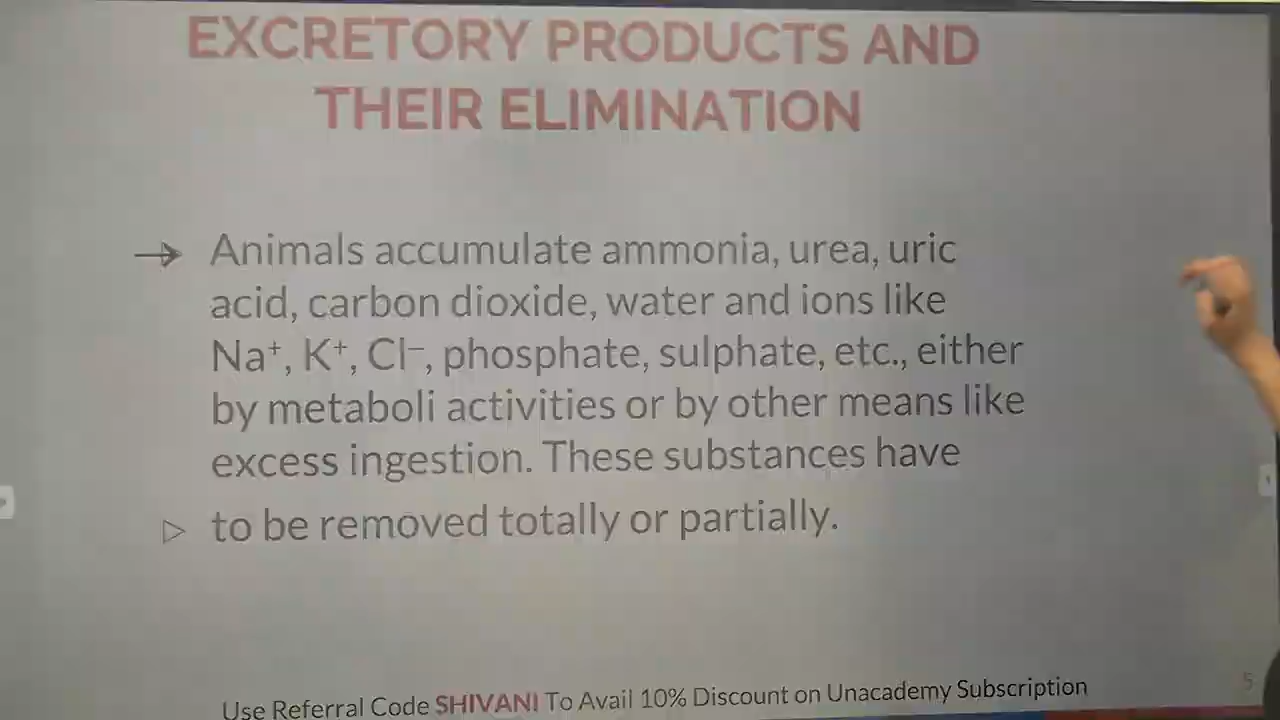 EXCRETORY PRODUCTS AND
THEIR ELIMINATION
→ Animals accumulate ammonia, urea, uric
acid, carbon dioxide, water and ions like
Na⁺, K⁺, Cl⁻, phosphate, sulphate, etc., either
by metaboli activities or by other means like
excess ingestion. These substances have
▷ to be removed totally or partially.
Use Referral Code SHIVANI To Avail 10% Discount on Unacademy Subscription
5